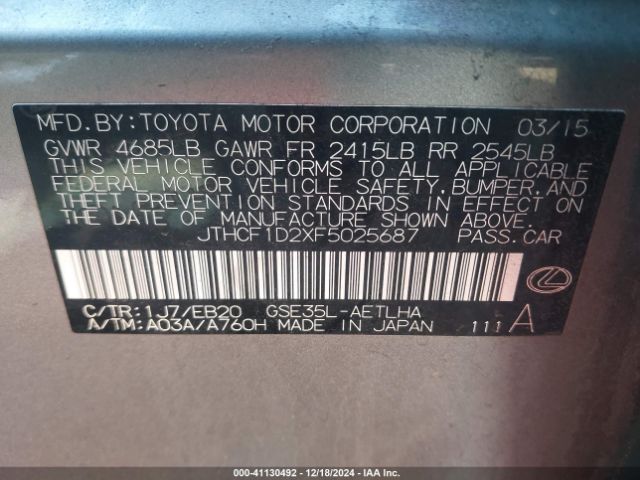 MFD.BY:TOYOTA MOTOR CORPORATION 03/15
GVWR 4685LB GAWR FR 2415LB RR 2545LB
THIS VEHICLE CONFORMS TO ALL APPLICABLE
FEDERAL MOTOR VEHICLE SAFETY,BUMPER,AND
THEFT PREVENTION STANDARDS IN EFFECT ON
THE DATE OF MANUFACTURE SHOWN ABOVE.
JTHCF1D2XF5025687 PASS.CAR
C/TR:1J7/EB20 GSE35L-AETLHA
A/TM:A03A/A760H MADE IN JAPAN 111A
000-41130492 - 12/18/2024 - IAA Inc.